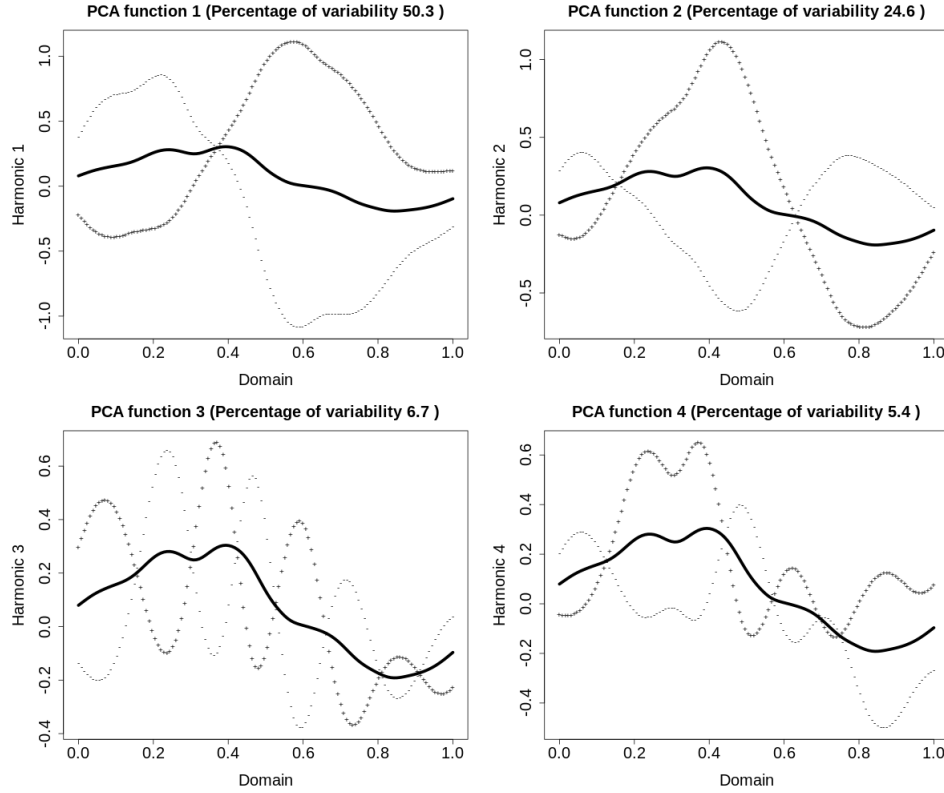 PCA function 1 (Percentage of variability 50.3 )
Harmonic 1
1.0
0.5
0.0
-0.5
-1.0
0.0 0.2 0.4 0.6 0.8 1.0
Domain
PCA function 2 (Percentage of variability 24.6 )
Harmonic 2
1.0
0.5
0.0
-0.5
0.0 0.2 0.4 0.6 0.8 1.0
Domain
PCA function 3 (Percentage of variability 6.7 )
Harmonic 3
0.6
0.4
0.2
0.0
-0.2
-0.4
0.0 0.2 0.4 0.6 0.8 1.0
Domain
PCA function 4 (Percentage of variability 5.4 )
Harmonic 4
0.6
0.4
0.2
0.0
-0.2
-0.4
0.0 0.2 0.4 0.6 0.8 1.0
Domain